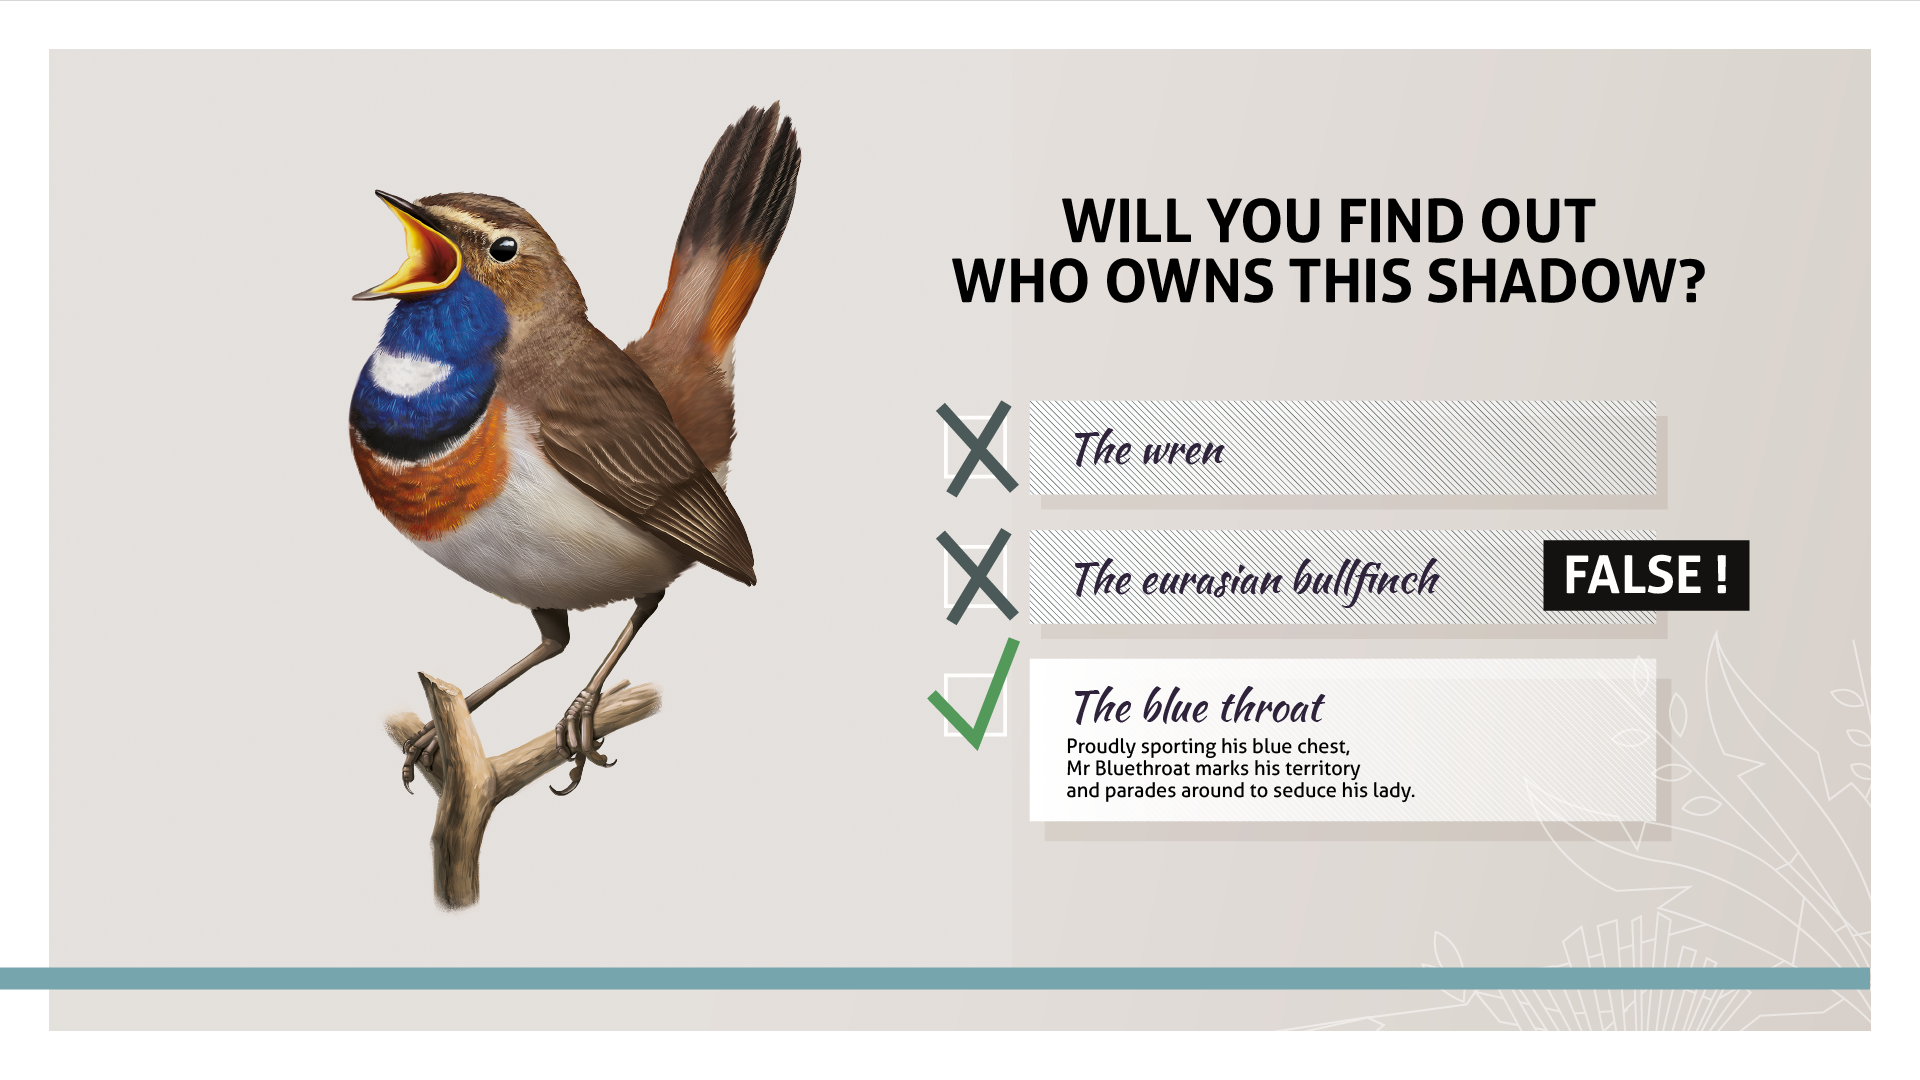 WILL YOU FIND OUT
WHO OWNS THIS SHADOW?
The wren
The eurasian bullfinch
FALSE !
The blue throat
Proudly sporting his blue chest,
Mr Bluethroat marks his territory
and parades around to seduce his lady.